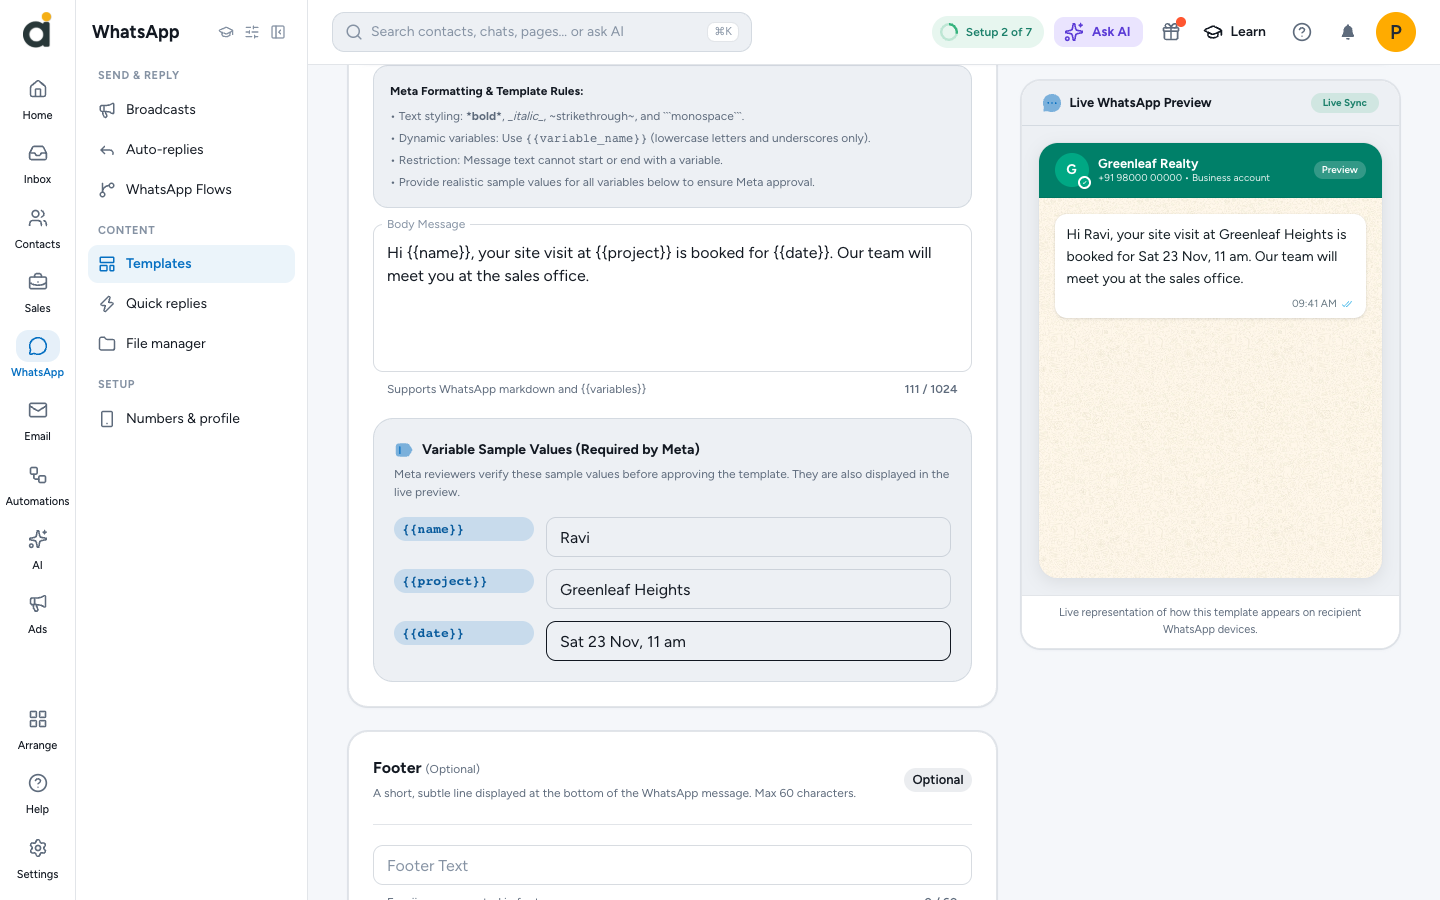 WhatsApp
Search contacts, chats, pages... or ask AI
⌘K
Setup 2 of 7
Ask AI
Learn
P
Home
Inbox
Contacts
Sales
WhatsApp
Email
Automations
AI
Ads
Arrange
Help
Settings
SEND & REPLY
Broadcasts
Auto-replies
WhatsApp Flows
CONTENT
Templates
Quick replies
File manager
SETUP
Numbers & profile
Meta Formatting & Template Rules:
• Text styling: *bold*, _italic_, ~strikethrough~, and ```monospace```.
• Dynamic variables: Use {{variable_name}} (lowercase letters and underscores only).
• Restriction: Message text cannot start or end with a variable.
• Provide realistic sample values for all variables below to ensure Meta approval.
Body Message
Hi {{name}}, your site visit at {{project}} is booked for {{date}}. Our team will
meet you at the sales office.
Supports WhatsApp markdown and {{variables}}
111 / 1024
Variable Sample Values (Required by Meta)
Meta reviewers verify these sample values before approving the template. They are also displayed in the
live preview.
{{name}}
Ravi
{{project}}
Greenleaf Heights
{{date}}
Sat 23 Nov, 11 am
Footer (Optional)
Optional
A short, subtle line displayed at the bottom of the WhatsApp message. Max 60 characters.
Footer Text
Live WhatsApp Preview
Live Sync
G
Greenleaf Realty
+91 98000 00000 • Business account
Preview
Hi Ravi, your site visit at Greenleaf Heights is
booked for Sat 23 Nov, 11 am. Our team will
meet you at the sales office.
09:41 AM
Live representation of how this template appears on recipient
WhatsApp devices.